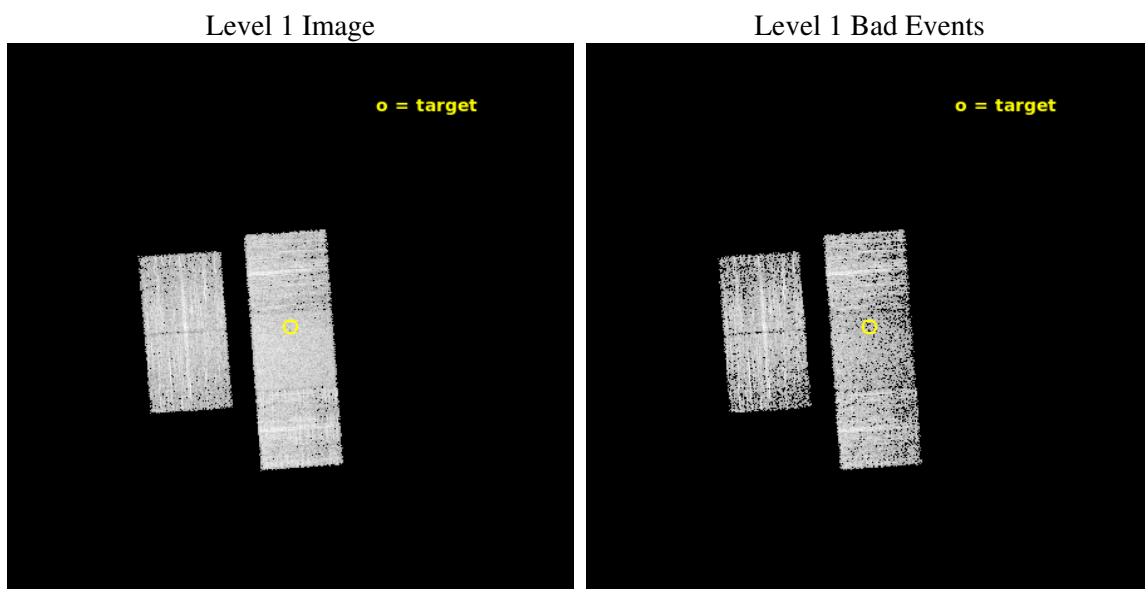 Level 1 Image
Level 1 Bad Events
o = target
o = target